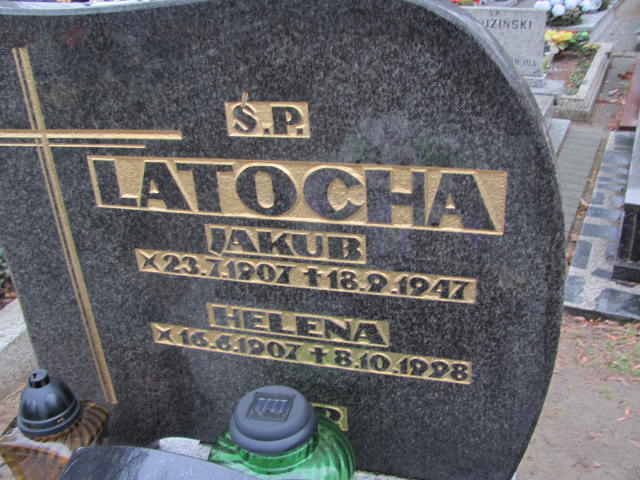 Ś.P.
LATOCHA
JAKUB
×23.7.1907 ✝18.9.1947
HELENA
×16.6.1907 ✝8.10.1998